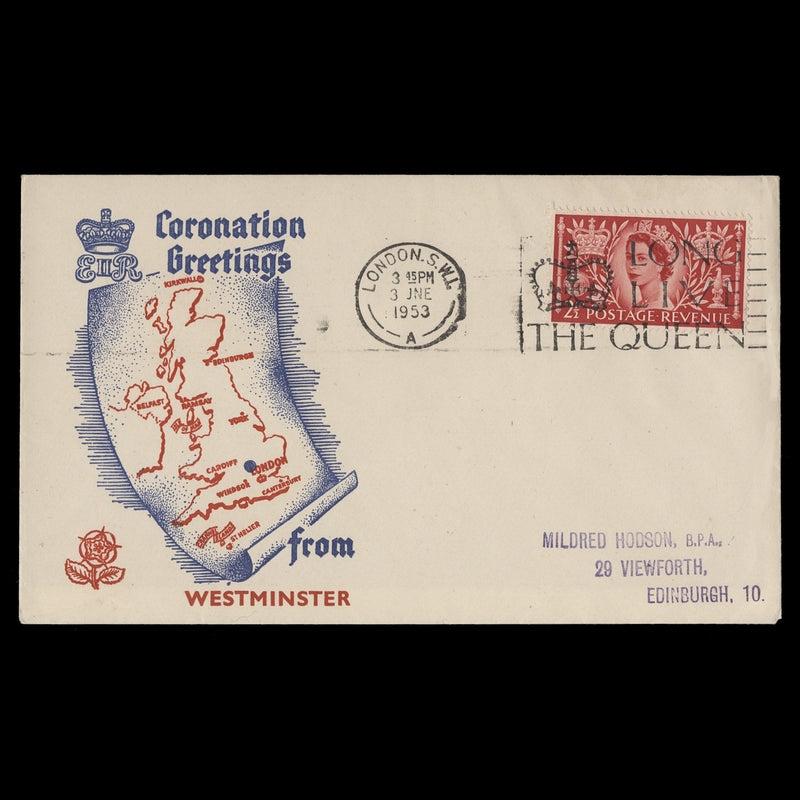 EIIR
Coronation
Greetings
KIRKWALL
EDINBURGH
BELFAST
RAMSAY
YORK
CARDIFF
LONDON
WINDSOR
CANTERBURY
ST HELIER
from
WESTMINSTER
LONDON.S.W.1.
3 45PM
3 JNE
1953
A
LONG
LIVE
THE QUEEN
2½ POSTAGE·REVENUE
MILDRED HODSON, B.P.A.,
29 VIEWFORTH,
EDINBURGH, 10.